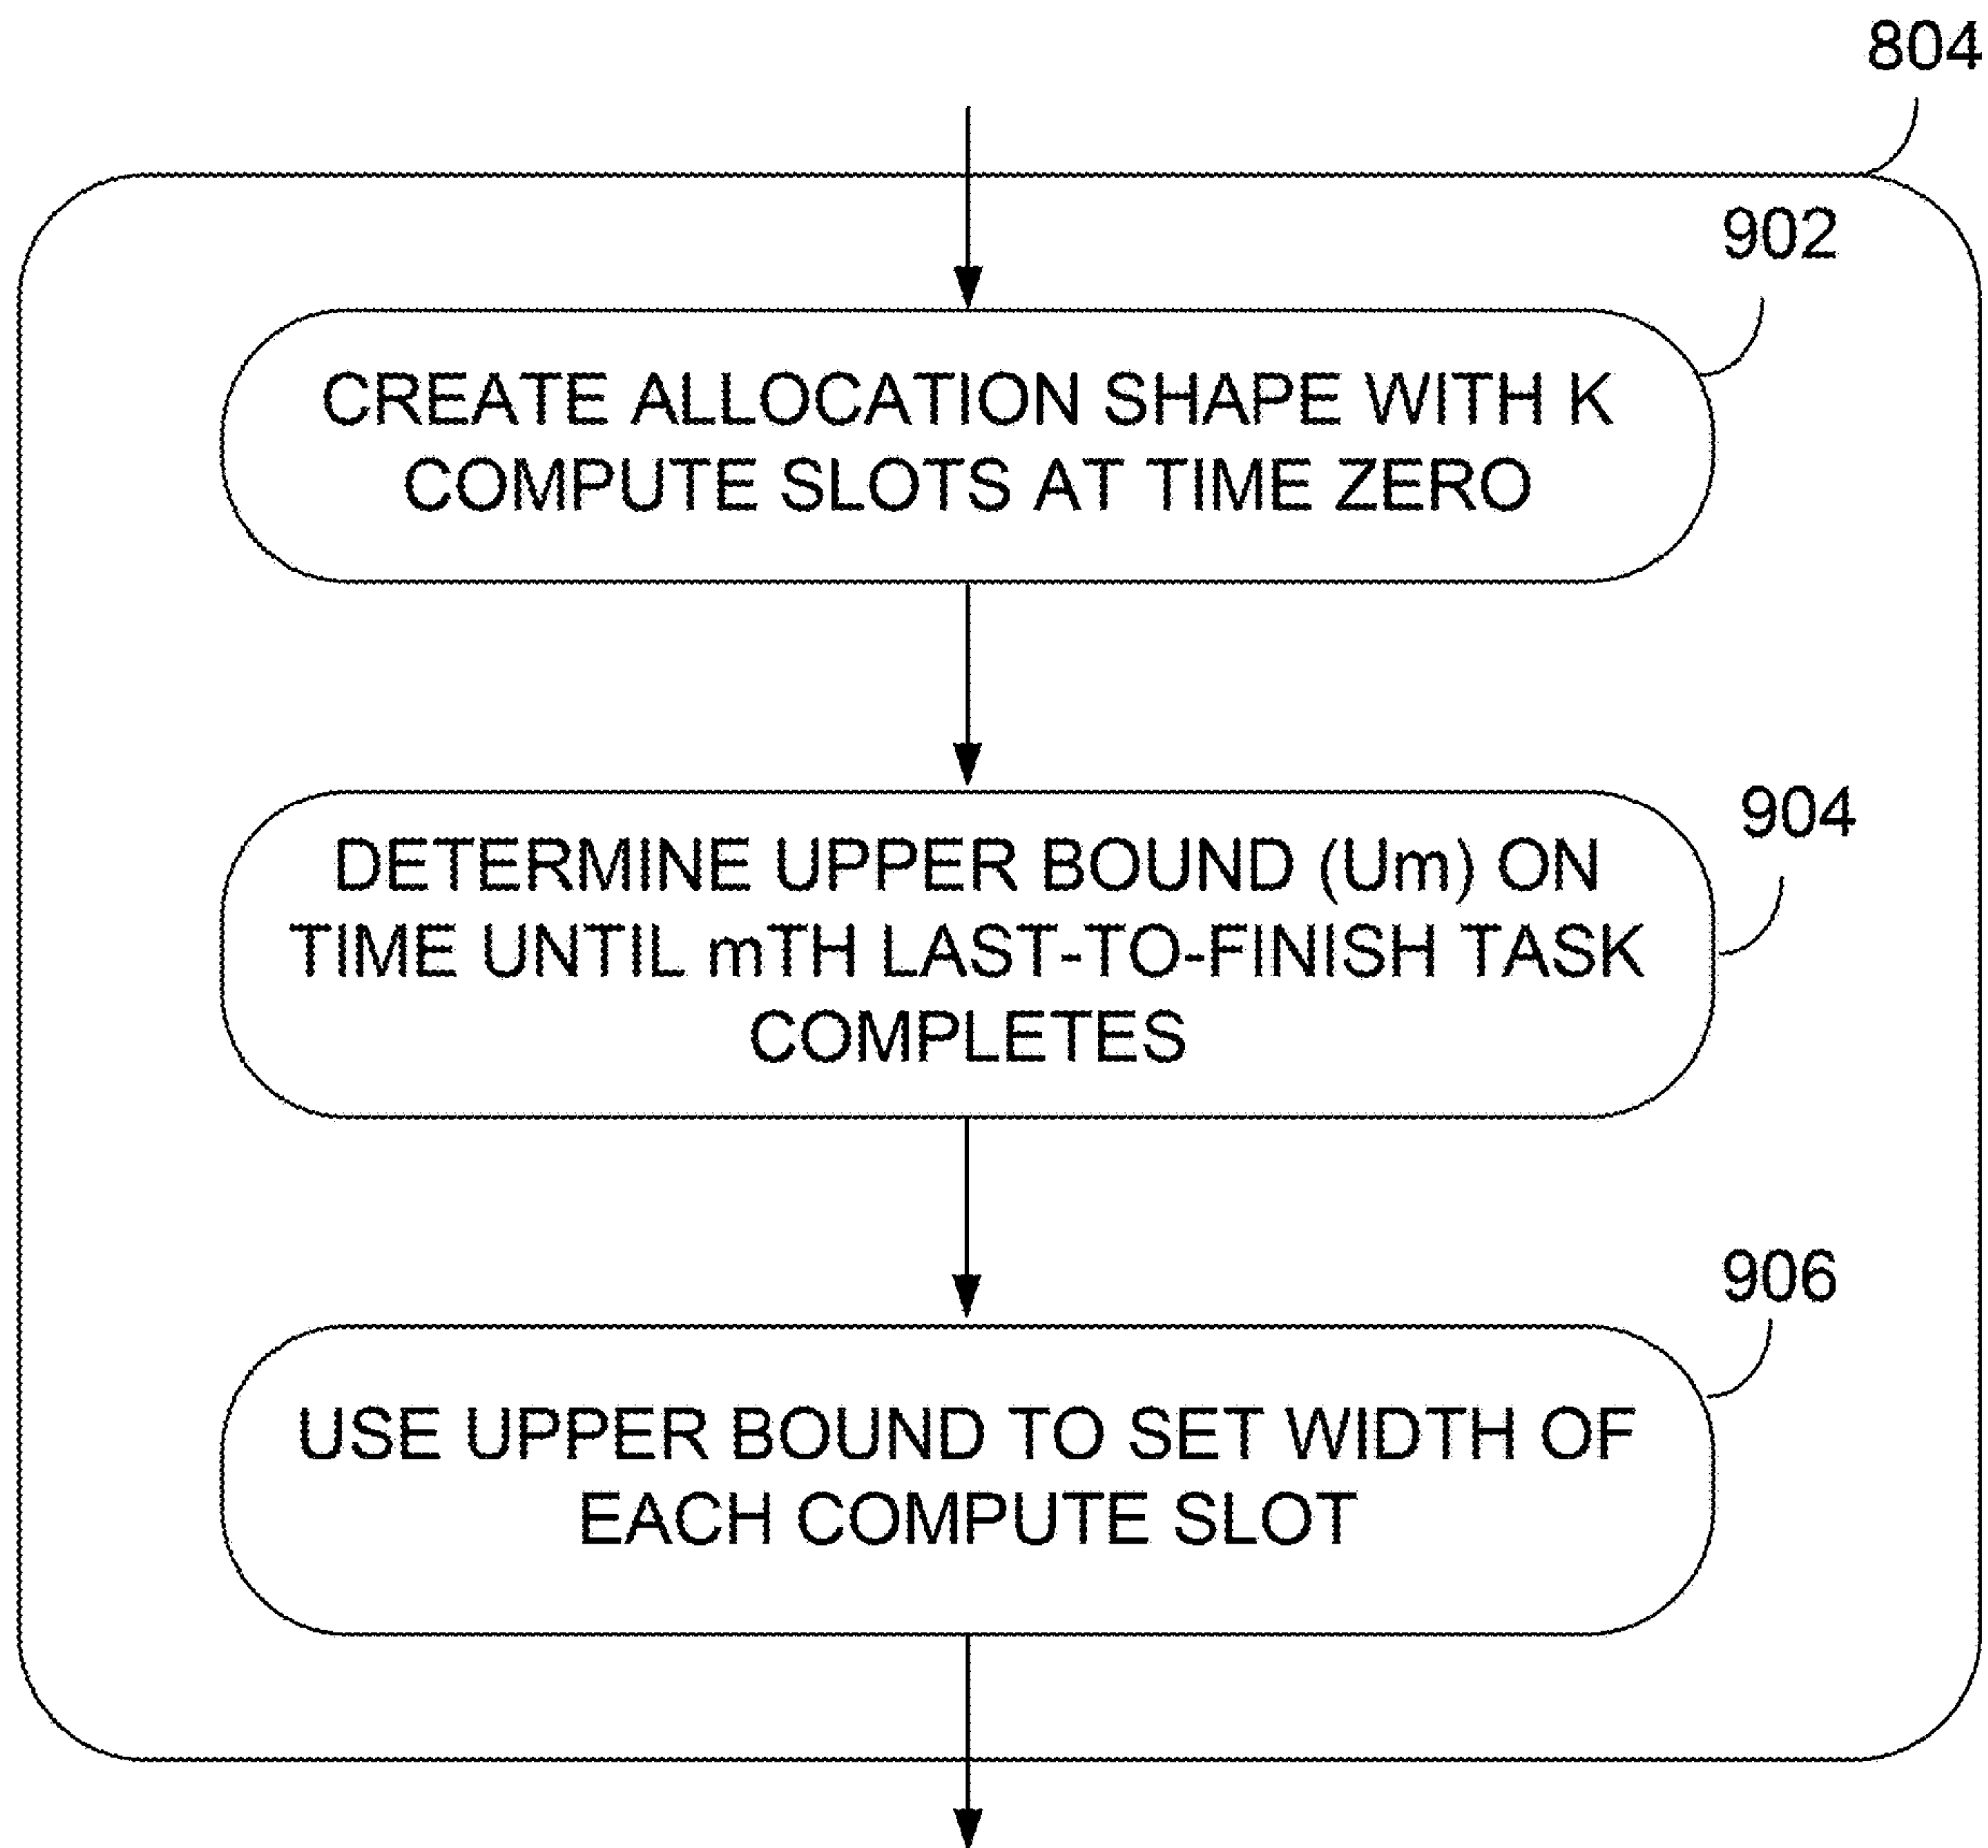 804
902
CREATE ALLOCATION SHAPE WITH K
COMPUTE SLOTS AT TIME ZERO
904
DETERMINE UPPER BOUND (Um) ON
TIME UNTIL mTH LAST-TO-FINISH TASK
COMPLETES
906
USE UPPER BOUND TO SET WIDTH OF
EACH COMPUTE SLOT